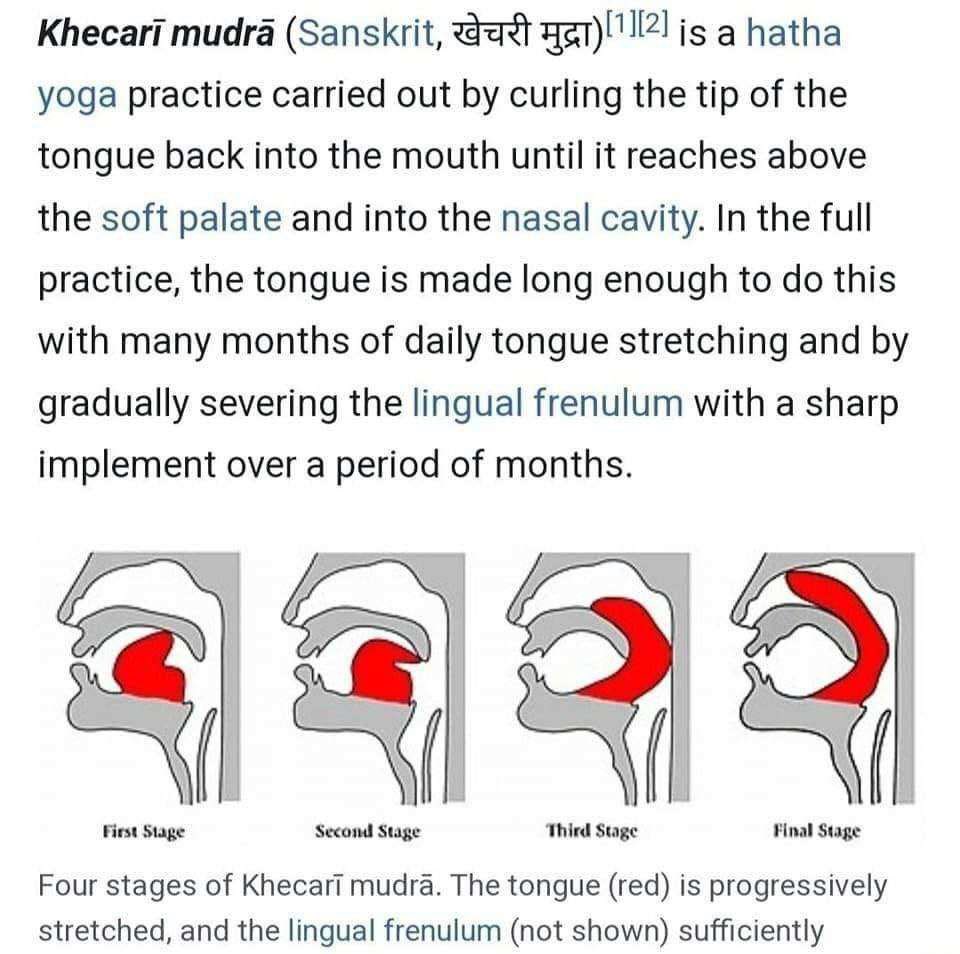 Khecarī mudrā (Sanskrit, खेचरी मुद्रा)[1][2] is a hatha
yoga practice carried out by curling the tip of the
tongue back into the mouth until it reaches above
the soft palate and into the nasal cavity. In the full
practice, the tongue is made long enough to do this
with many months of daily tongue stretching and by
gradually severing the lingual frenulum with a sharp
implement over a period of months.
First Stage
Second Stage
Third Stage
Final Stage
Four stages of Khecarī mudrā. The tongue (red) is progressively
stretched, and the lingual frenulum (not shown) sufficiently